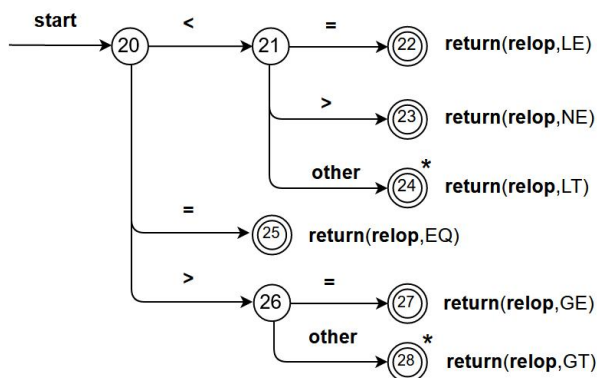 start
20
<
21
=
22
return(relop,LE)
>
23
return(relop,NE)
other
24
*
return(relop,LT)
=
25
return(relop,EQ)
>
26
=
27
return(relop,GE)
other
28
*
return(relop,GT)